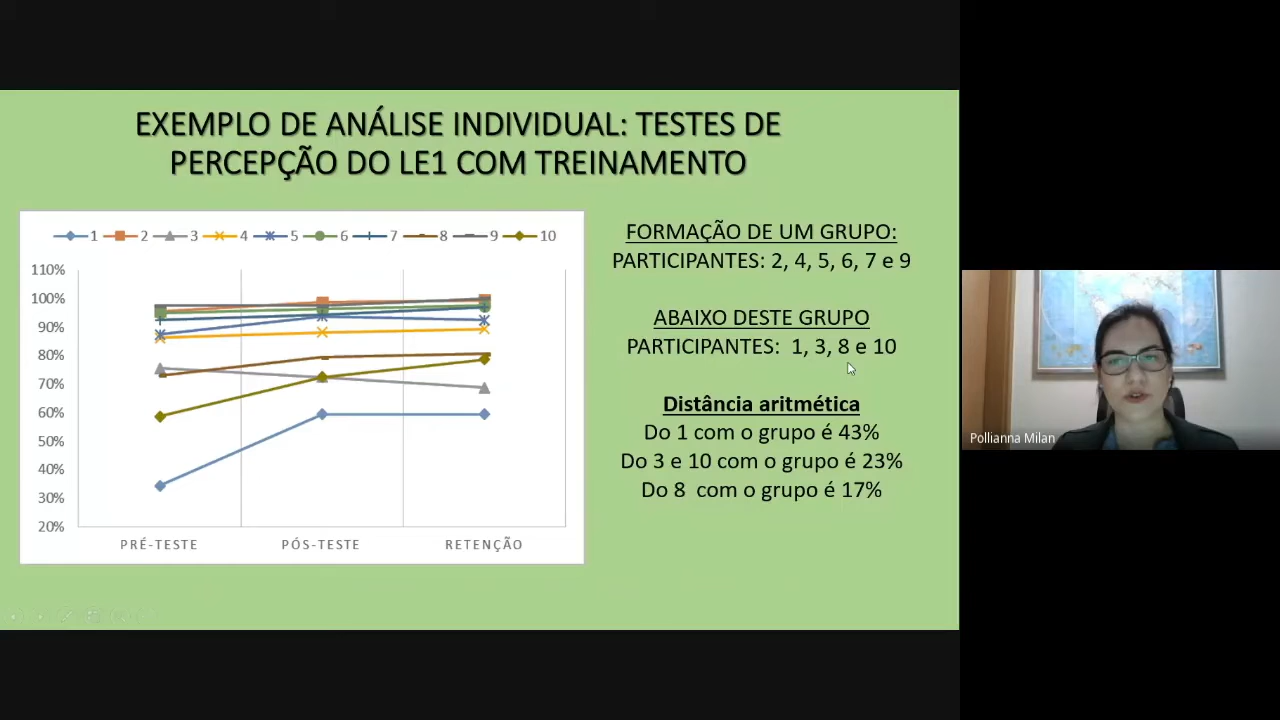 EXEMPLO DE ANÁLISE INDIVIDUAL: TESTES DE
PERCEPÇÃO DO LE1 COM TREINAMENTO
1 2 3 4 5 6 7 8 9 10
110%
100%
90%
80%
70%
60%
50%
40%
30%
20%
PRÉ-TESTE PÓS-TESTE RETENÇÃO
FORMAÇÃO DE UM GRUPO:
PARTICIPANTES: 2, 4, 5, 6, 7 e 9
ABAIXO DESTE GRUPO
PARTICIPANTES: 1, 3, 8 e 10
Distância aritmética
Do 1 com o grupo é 43%
Do 3 e 10 com o grupo é 23%
Do 8 com o grupo é 17%
Pollianna Milan